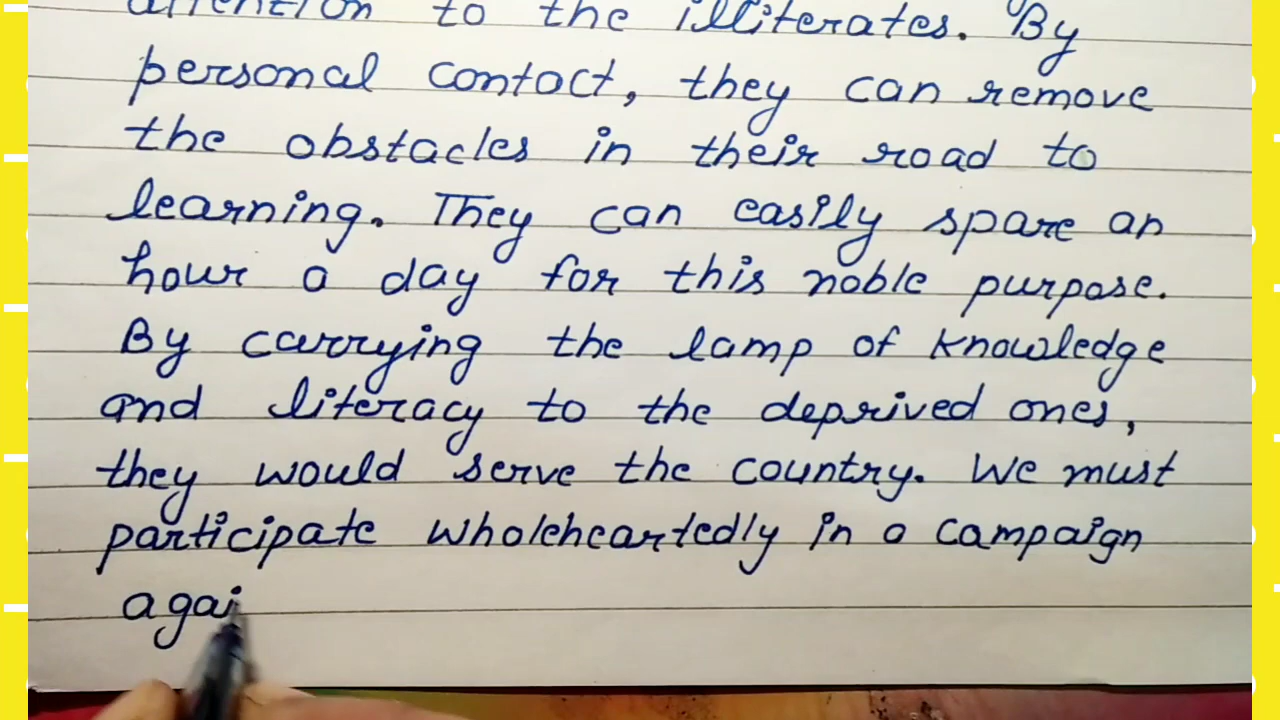 attention to the illiterates. By
personal contact, they can remove
the obstacles in their road to
learning. They can easily spare an
hour a day for this noble purpose.
By carrying the lamp of knowledge
and literacy to the deprived ones,
they would serve the country. We must
participate wholeheartedly in a campaign
agai